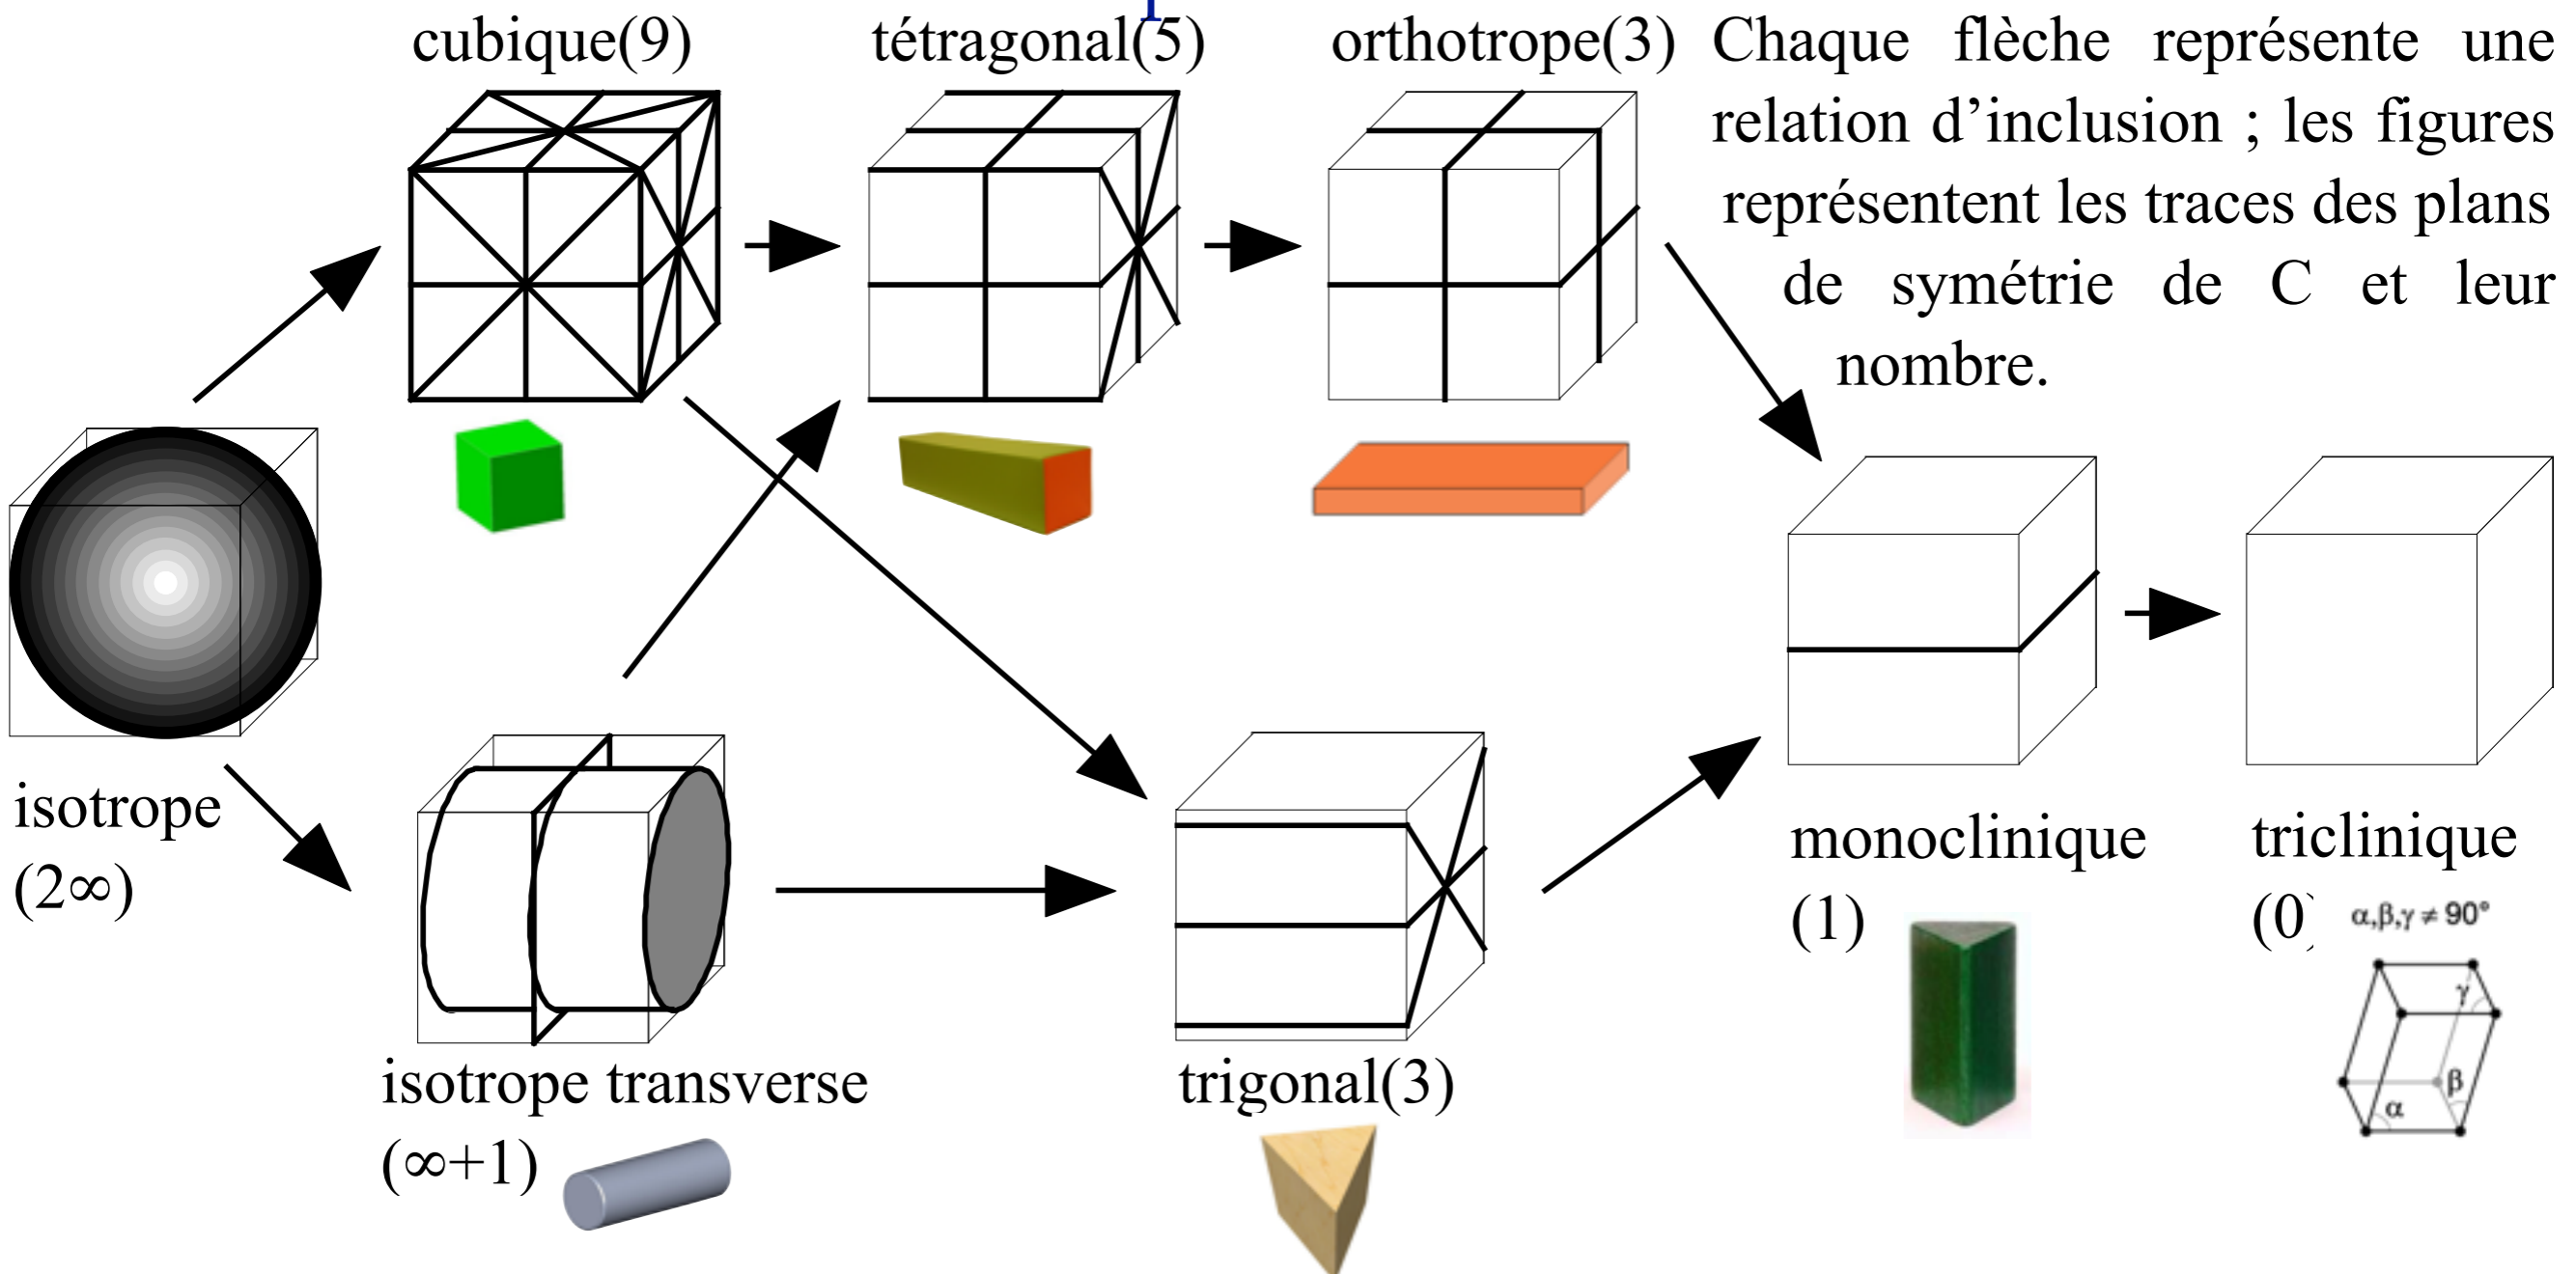 cubique(9)
tétragonal(5)
orthotrope(3)
Chaque flèche représente une
relation d’inclusion ; les figures
représentent les traces des plans
de symétrie de C et leur
nombre.
isotrope
(2∞)
isotrope transverse
(∞+1)
trigonal(3)
monoclinique
(1)
triclinique
(0)
α,β,γ ≠ 90°
γ
β
α